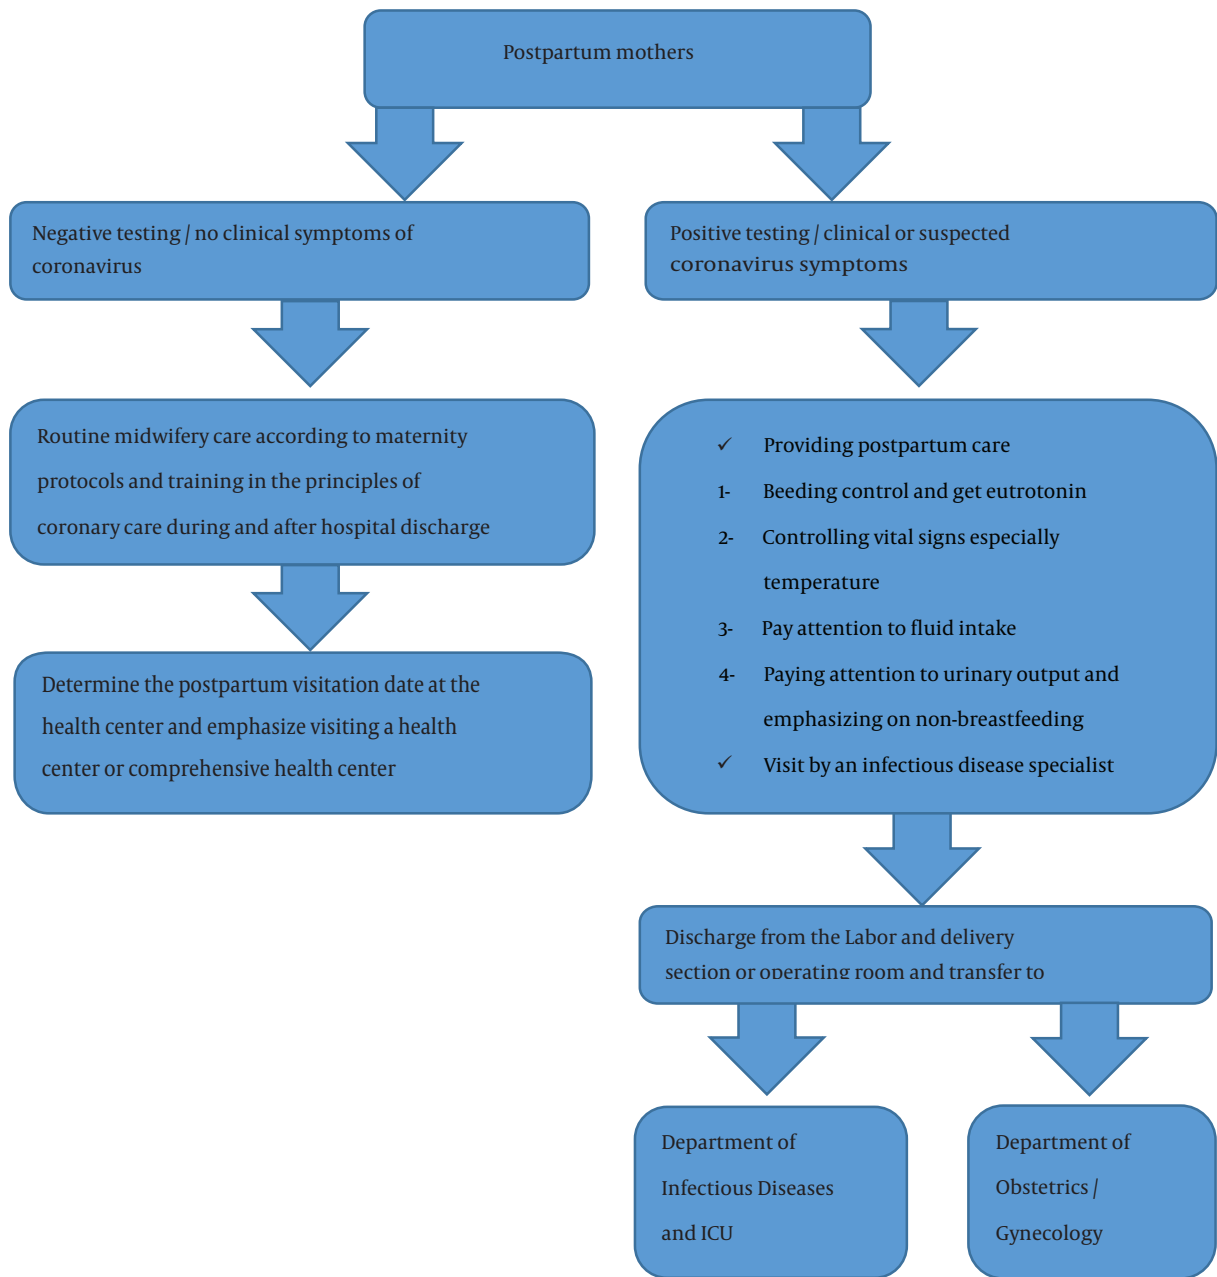 Postpartum mothers
Negative testing / no clinical symptoms of
coronavirus
Positive testing / clinical or suspected
coronavirus symptoms
Routine midwifery care according to maternity
protocols and training in the principles of
coronary care during and after hospital discharge
✓ Providing postpartum care
1- Beeding control and get eutrotonin
2- Controlling vital signs especially
temperature
3- Pay attention to fluid intake
4- Paying attention to urinary output and
emphasizing on non-breastfeeding
✓ Visit by an infectious disease specialist
Determine the postpartum visitation date at the
health center and emphasize visiting a health
center or comprehensive health center
Discharge from the Labor and delivery
section or operating room and transfer to
Department of
Infectious Diseases
and ICU
Department of
Obstetrics /
Gynecology